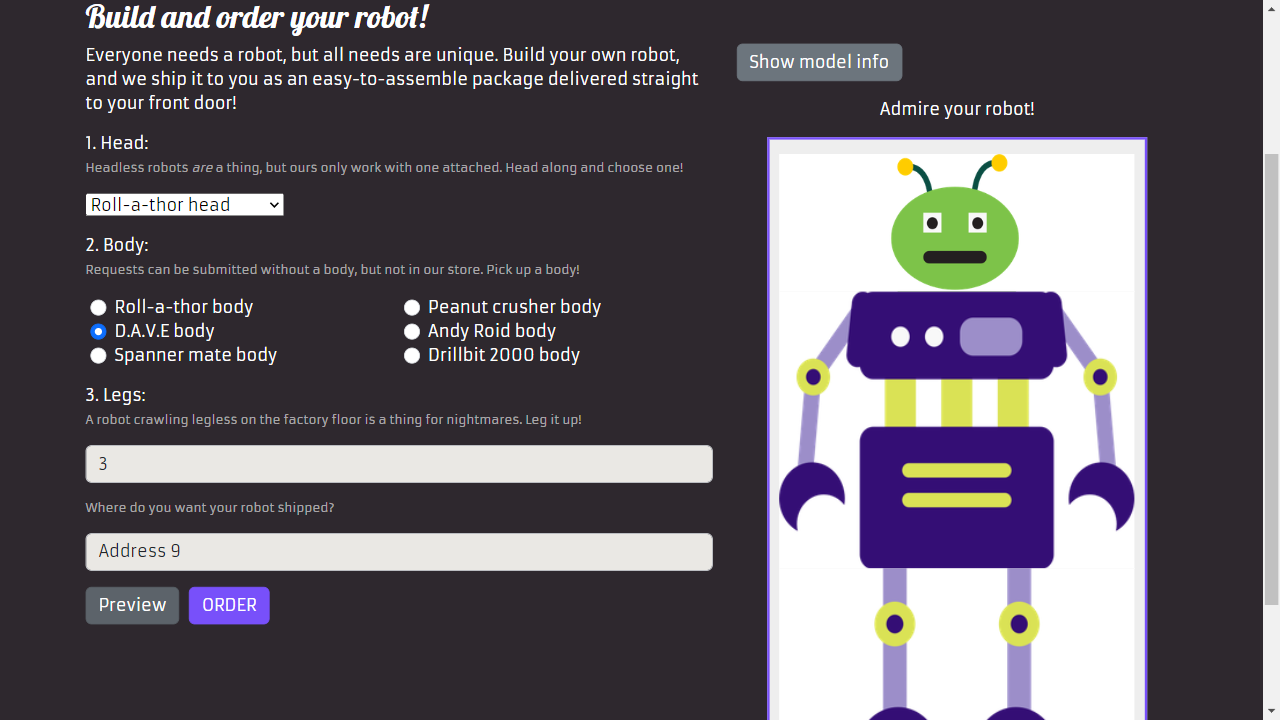 Build and order your robot!
Everyone needs a robot, but all needs are unique. Build your own robot,
and we ship it to you as an easy-to-assemble package delivered straight
to your front door!
1. Head:
Headless robots are a thing, but ours only work with one attached. Head along and choose one!
Roll-a-thor head
2. Body:
Requests can be submitted without a body, but not in our store. Pick up a body!
Roll-a-thor body
Peanut crusher body
D.A.V.E body
Andy Roid body
Spanner mate body
Drillbit 2000 body
3. Legs:
A robot crawling legless on the factory floor is a thing for nightmares. Leg it up!
3
Where do you want your robot shipped?
Address 9
Preview
ORDER
Show model info
Admire your robot!